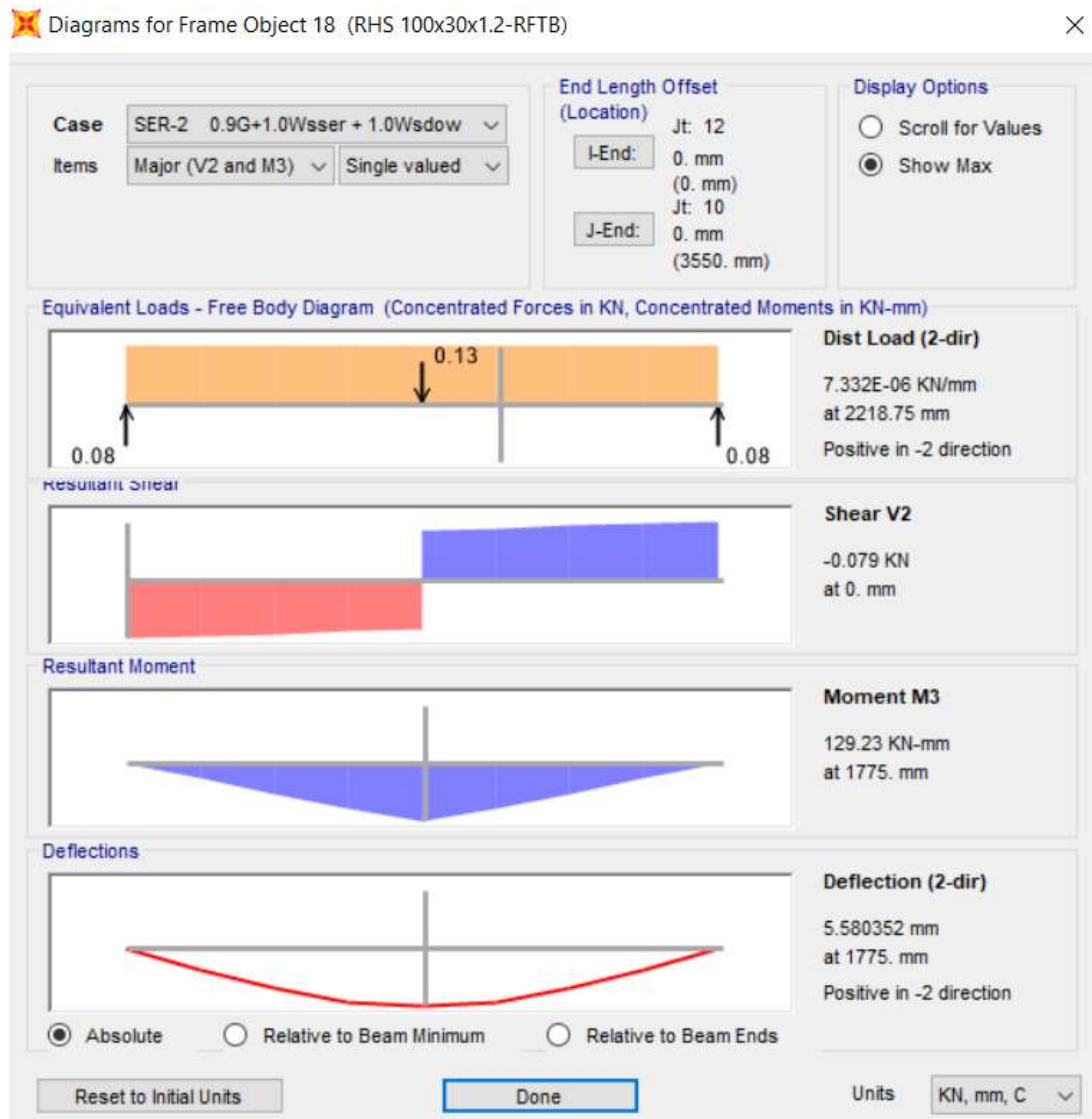 Diagrams for Frame Object 18 (RHS 100x30x1.2-RFTB)
Case
SER-2 0.9G+1.0Wsser + 1.0Wsdow
Items
Major (V2 and M3)
Single valued
End Length Offset
(Location)
I-End:
Jt: 12
0. mm
(0. mm)
J-End:
Jt: 10
0. mm
(3550. mm)
Display Options
Scroll for Values
Show Max
Equivalent Loads - Free Body Diagram (Concentrated Forces in KN, Concentrated Moments in KN-mm)
0.13
0.08
0.08
Dist Load (2-dir)
7.332E-06 KN/mm
at 2218.75 mm
Positive in -2 direction
Resultant Shear
Shear V2
-0.079 KN
at 0. mm
Resultant Moment
Moment M3
129.23 KN-mm
at 1775. mm
Deflections
Deflection (2-dir)
5.580352 mm
at 1775. mm
Positive in -2 direction
Absolute
Relative to Beam Minimum
Relative to Beam Ends
Reset to Initial Units
Done
Units
KN, mm, C